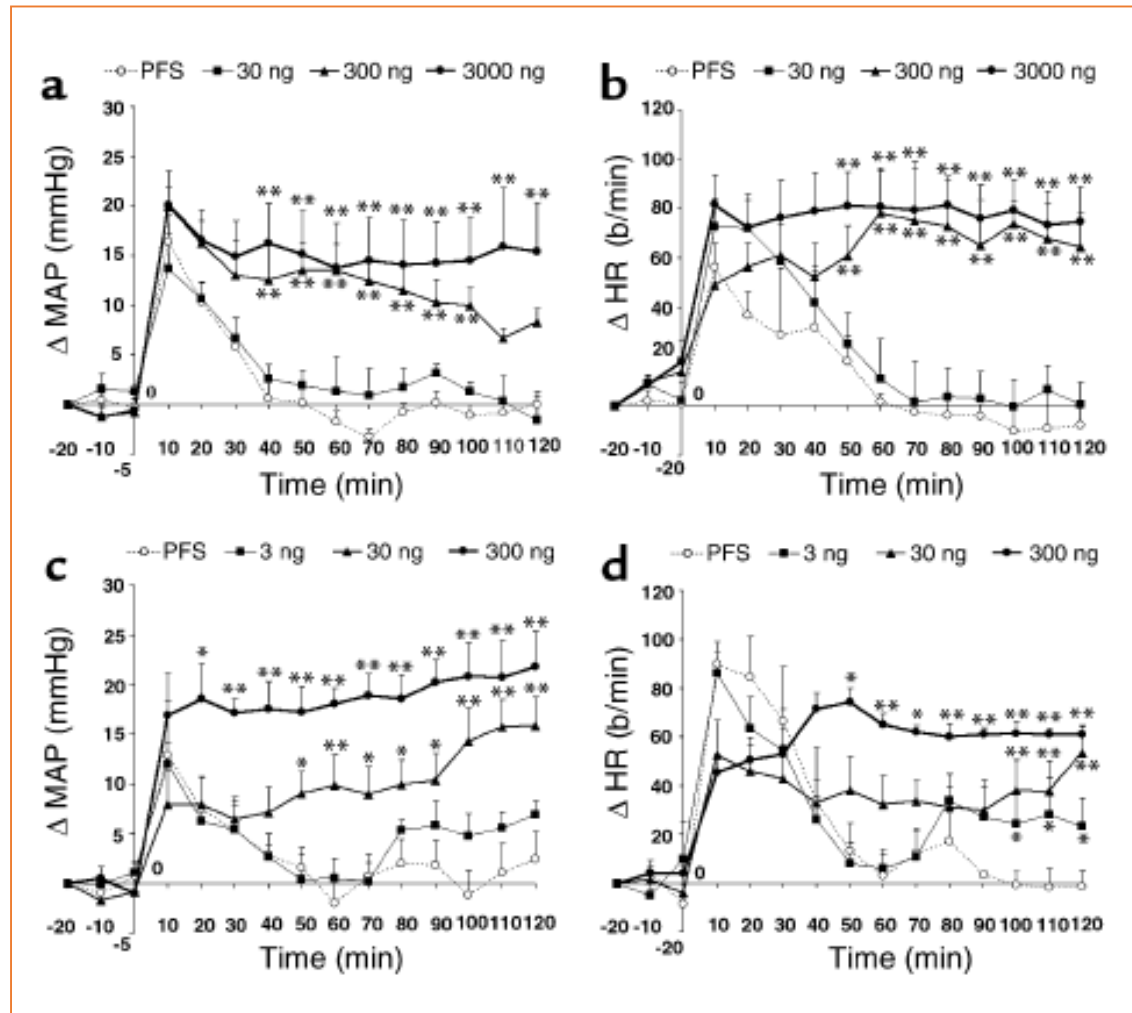 a
PFS 30 ng 300 ng 3000 ng
Δ MAP (mmHg)
30
25
20
15
10
5
0
-5
-20 -10 10 20 30 40 50 60 70 80 90 100 110 120
** ** ** ** ** ** ** ** **
** ** ** ** ** ** **
Time (min)
b
PFS 30 ng 300 ng 3000 ng
Δ HR (b/min)
120
100
80
60
40
20
0
-20
-20 -10 10 20 30 40 50 60 70 80 90 100 110 120
** ** ** ** ** ** ** **
** ** ** ** ** ** ** **
Time (min)
c
PFS 3 ng 30 ng 300 ng
Δ MAP (mmHg)
30
25
20
15
10
5
0
-5
-20 -10 10 20 30 40 50 60 70 80 90 100 110 120
* ** ** ** ** ** ** ** ** ** **
* ** * * * ** ** **
Time (min)
d
PFS 3 ng 30 ng 300 ng
Δ HR (b/min)
120
100
80
60
40
20
0
-20
-20 -10 10 20 30 40 50 60 70 80 90 100 110 120
* ** * ** ** ** ** **
** ** **
* * *
Time (min)